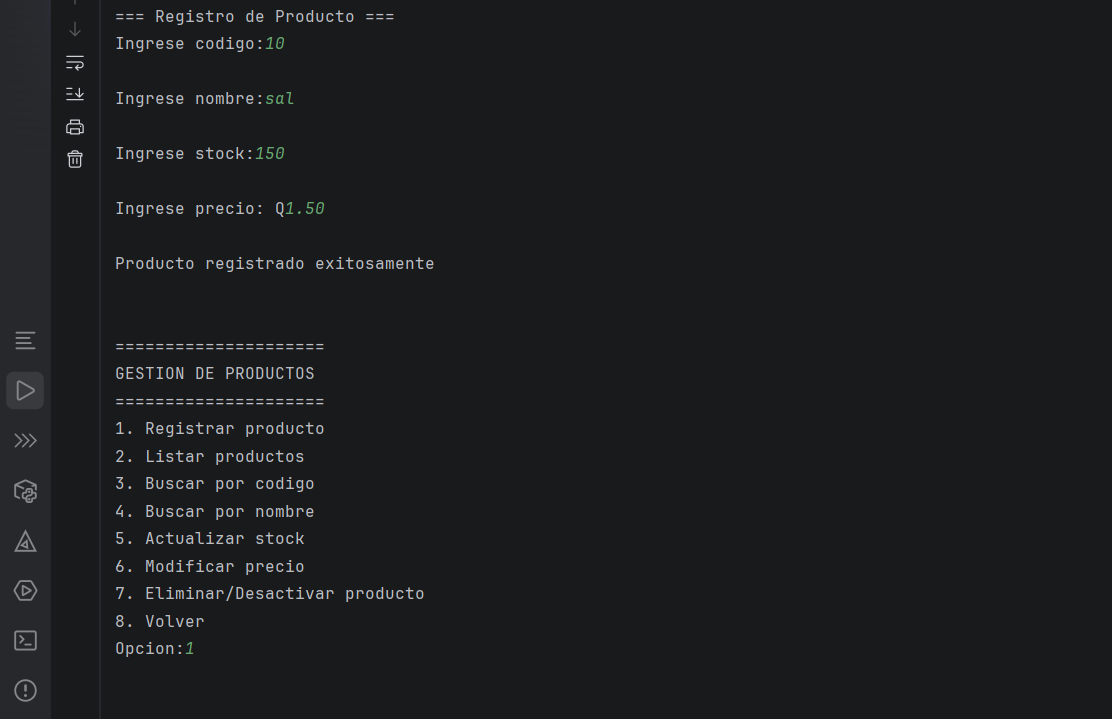 === Registro de Producto ===
Ingrese codigo:10
Ingrese nombre:sal
Ingrese stock:150
Ingrese precio: Q1.50
Producto registrado exitosamente
=====================
GESTION DE PRODUCTOS
=====================
1. Registrar producto
2. Listar productos
3. Buscar por codigo
4. Buscar por nombre
5. Actualizar stock
6. Modificar precio
7. Eliminar/Desactivar producto
8. Volver
Opcion:1